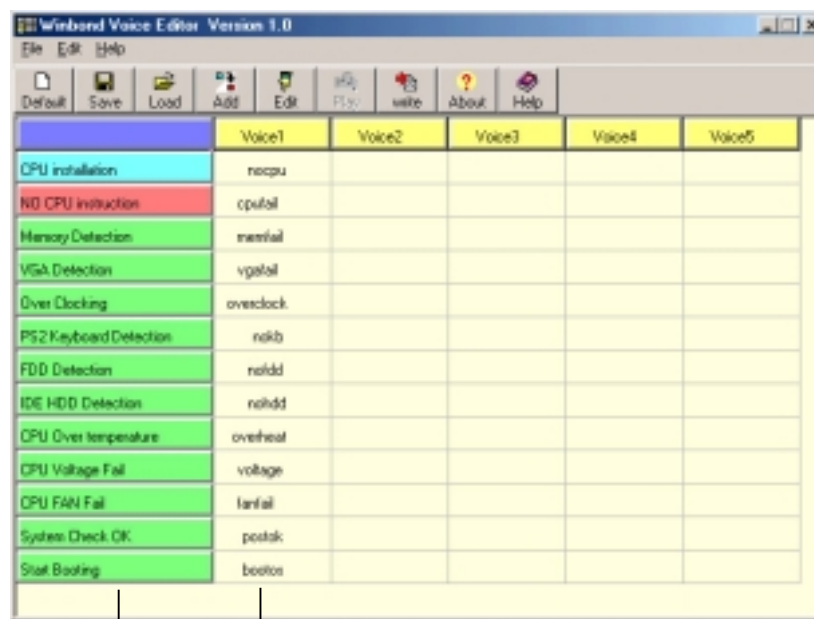 Winbond Voice Editor Version 1.0
File Edit Help
Default Save Load Add Edit Play write About Help
Voice1 Voice2 Voice3 Voice4 Voice5
CPU installation nocpu
NO CPU instruction cpufail
Memory Detection memfail
VGA Detection vgafail
Over Clocking overclock
PS2 Keyboard Detection nokb
FDD Detection nofdd
IDE HDD Detection nohdd
CPU Over temperature overheat
CPU Voltage Fail voltage
CPU FAN Fail fanfail
System Check OK postok
Start Booting bootos